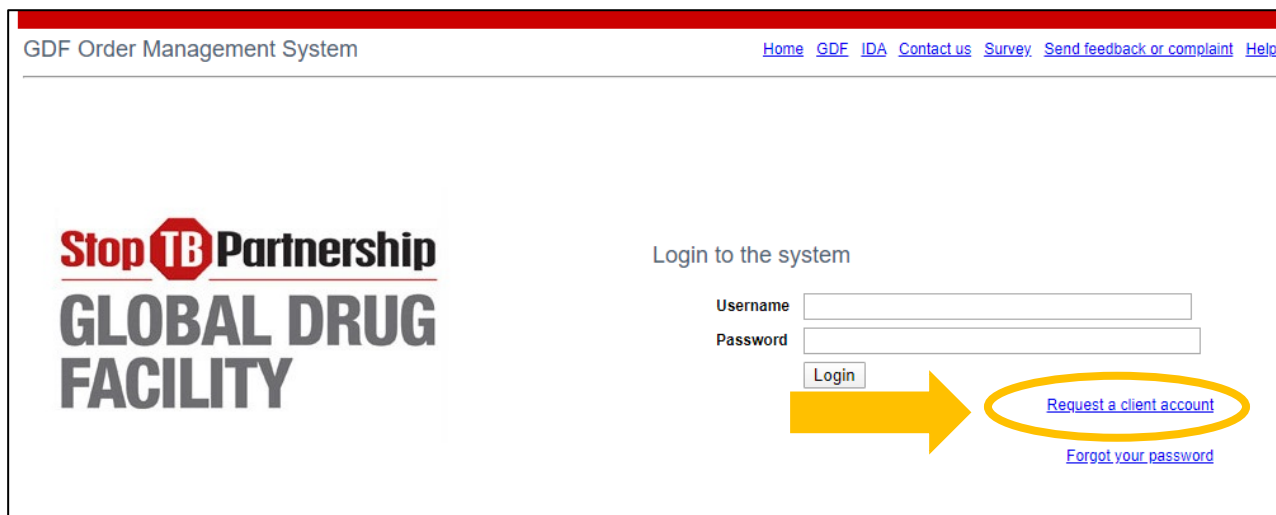 GDF Order Management System
Home GDF IDA Contact us Survey Send feedback or complaint Help
Stop TB Partnership
GLOBAL DRUG
FACILITY
Login to the system
Username
Password
Login
Request a client account
Forgot your password